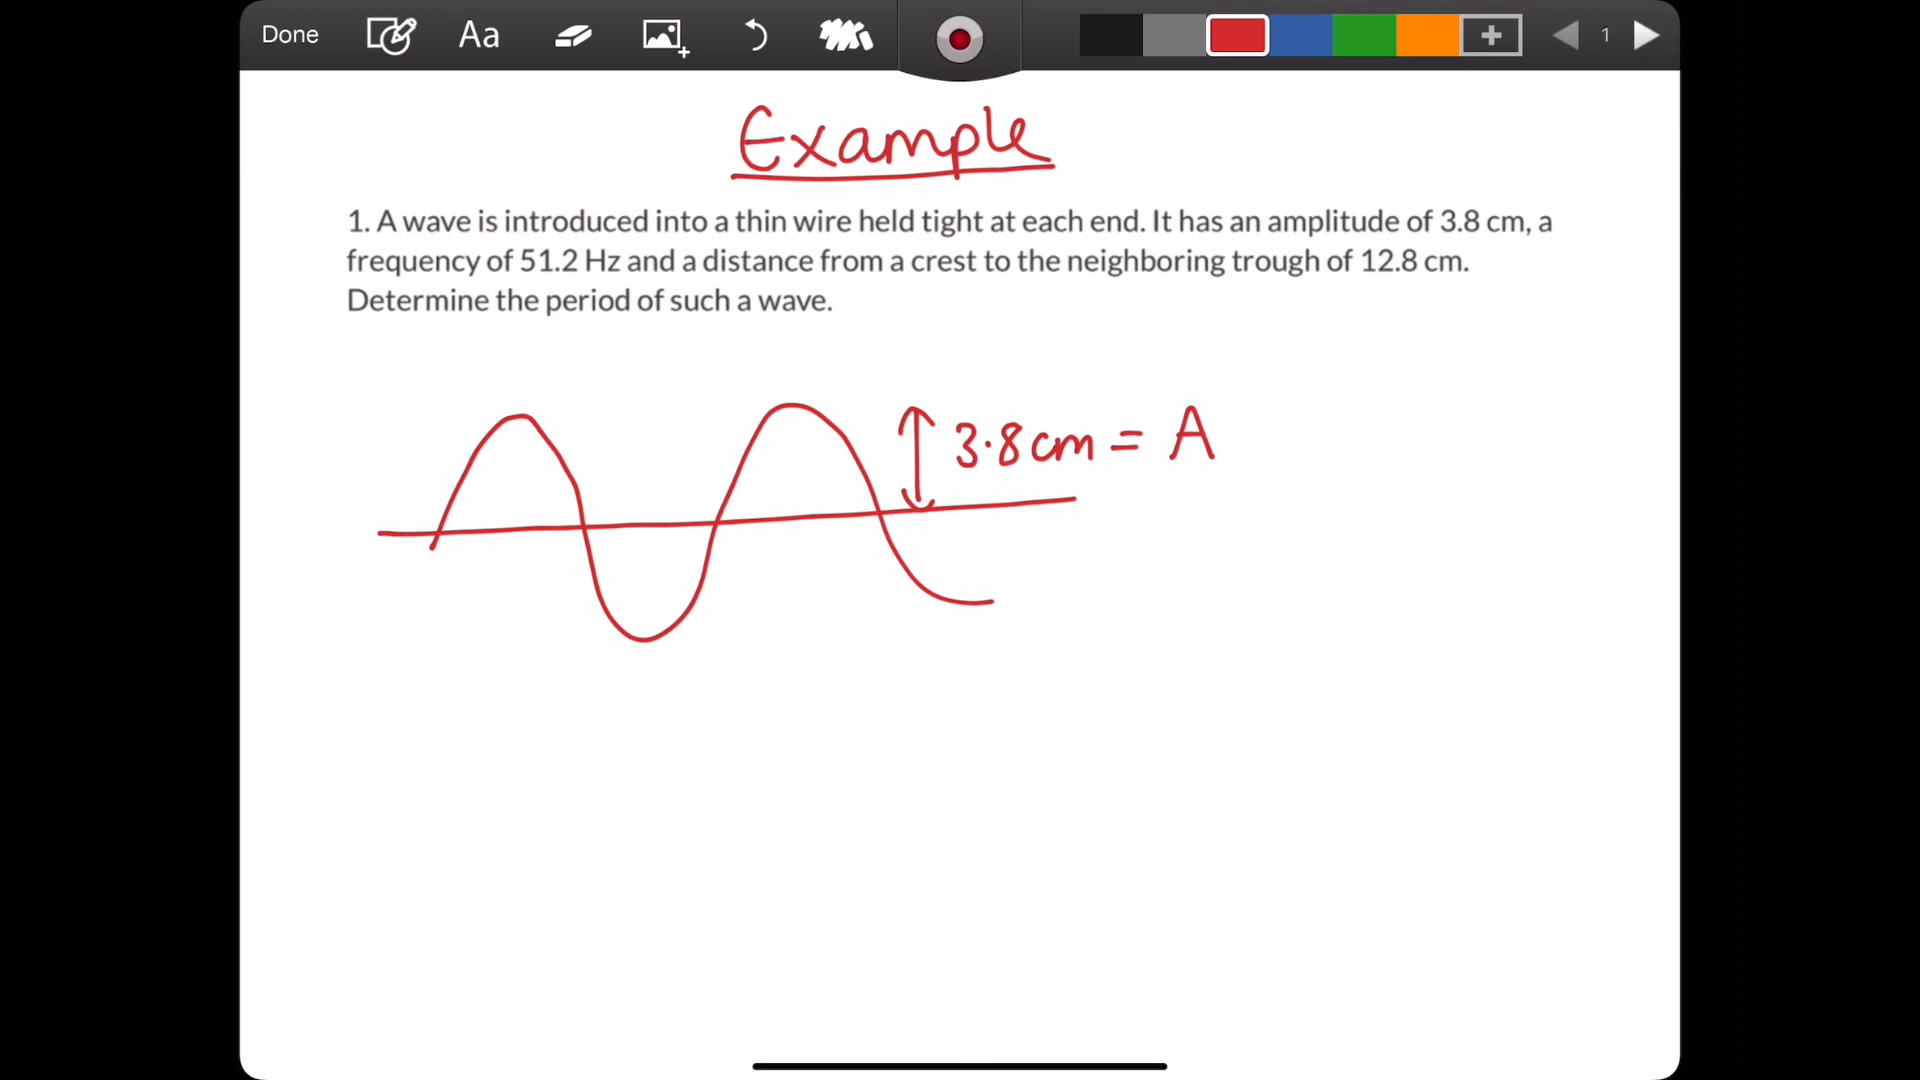 Done Aa 1
Example
1. A wave is introduced into a thin wire held tight at each end. It has an amplitude of 3.8 cm, a
frequency of 51.2 Hz and a distance from a crest to the neighboring trough of 12.8 cm.
Determine the period of such a wave.
3.8cm = A